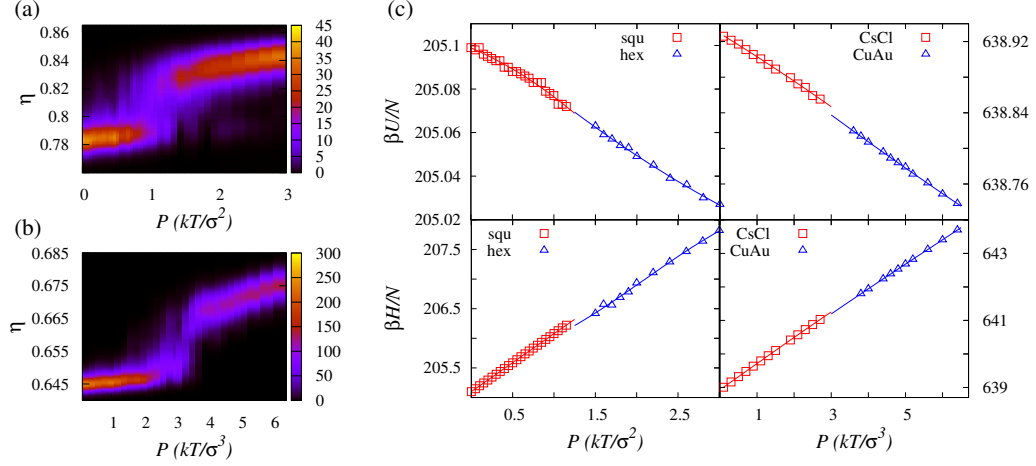 (a)
0.86
0.84
0.82
0.8
0.78
η
0 1 2 3
P (kT/σ²)
45
40
35
30
25
20
15
10
5
0
(b)
0.685
0.675
0.665
0.655
0.645
η
1 2 3 4 5 6
P (kT/σ³)
300
250
200
150
100
50
0
(c)
squ
hex
βU/N
205.1
205.08
205.06
205.04
205.02
CsCl
CuAu
638.92
638.84
638.76
squ
hex
βH/N
207.5
206.5
205.5
0.5 1.5 2.5
P (kT/σ²)
CsCl
CuAu
643
641
639
1 3 5
P (kT/σ³)